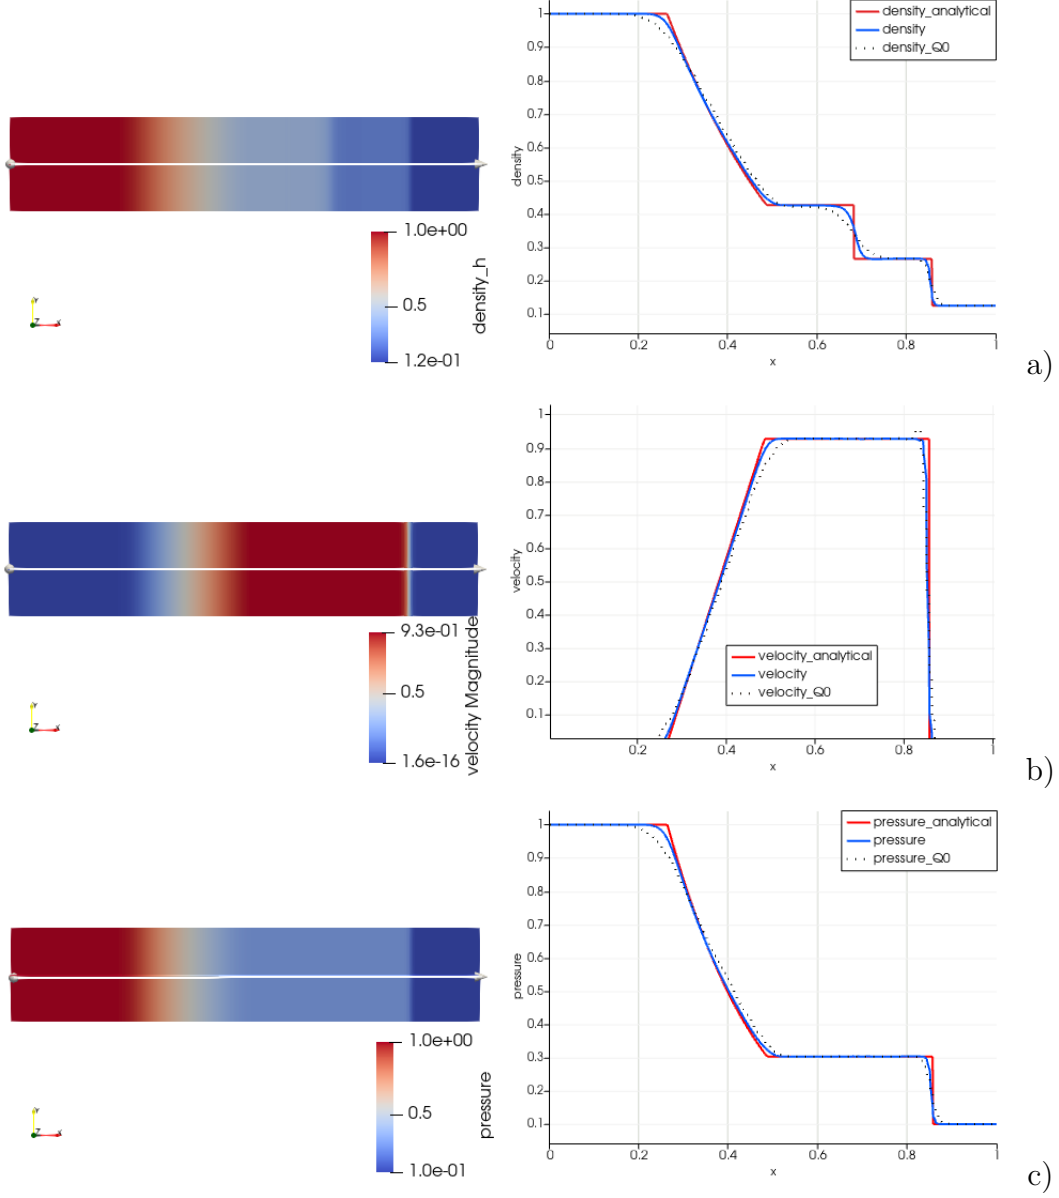 density_analytical
density
density_Q0
1
0.9
0.8
0.7
0.6
0.5
0.4
0.3
0.2
0.1
density
0
0.2
0.4
0.6
0.8
1
x
1.0e+00
0.5
1.2e-01
density_h
Y
Z
X
a)
1
0.9
0.8
0.7
0.6
0.5
0.4
0.3
0.2
0.1
velocity
velocity_analytical
velocity
velocity_Q0
0.2
0.4
0.6
0.8
1
x
9.3e-01
0.5
1.6e-16
velocity Magnitude
Y
Z
X
b)
pressure_analytical
pressure
pressure_Q0
1
0.9
0.8
0.7
0.6
0.5
0.4
0.3
0.2
0.1
pressure
0
0.2
0.4
0.6
0.8
1
x
1.0e+00
0.5
1.0e-01
pressure
Y
Z
X
c)